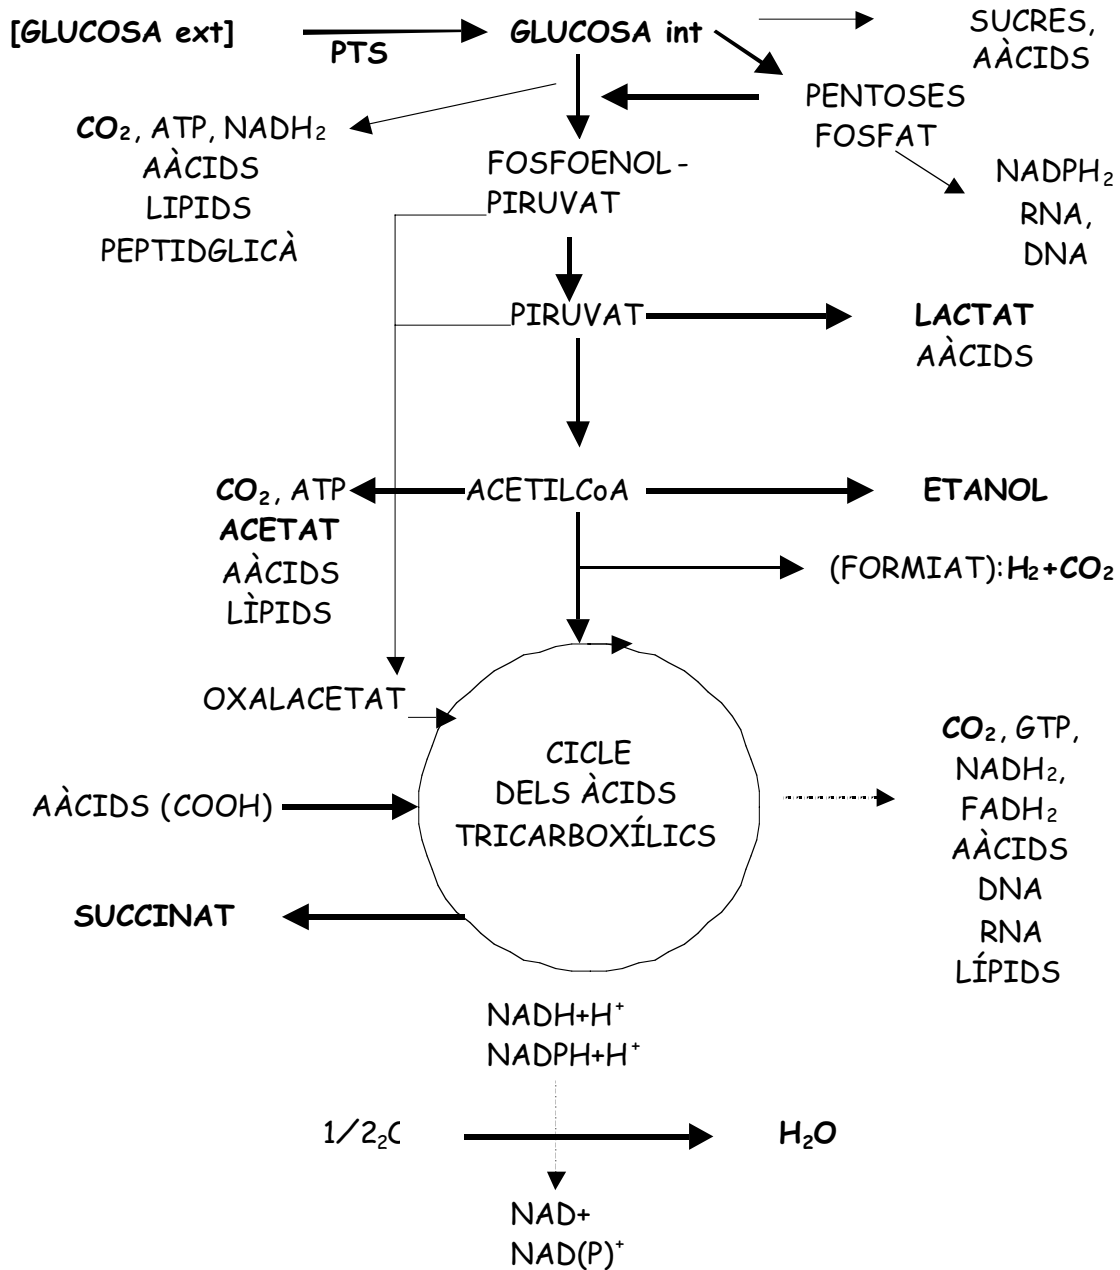 [GLUCOSA ext]
PTS
GLUCOSA int
SUCRES,
AÀCIDS
PENTOSES
FOSFAT
CO₂, ATP, NADH₂
AÀCIDS
LIPIDS
PEPTIDGLICÀ
FOSFOENOL-
PIRUVAT
NADPH₂
RNA,
DNA
PIRUVAT
LACTAT
AÀCIDS
CO₂, ATP
ACETAT
AÀCIDS
LÌPIDS
ACETILCoA
ETANOL
(FORMIAT):H₂+CO₂
OXALACETAT
CICLE
DELS ÀCIDS
TRICARBOXÍLICS
AÀCIDS (COOH)
SUCCINAT
CO₂, GTP,
NADH₂,
FADH₂
AÀCIDS
DNA
RNA
LÍPIDS
NADH+H⁺
NADPH+H⁺
1/2₂O
H₂O
NAD+
NAD(P)⁺